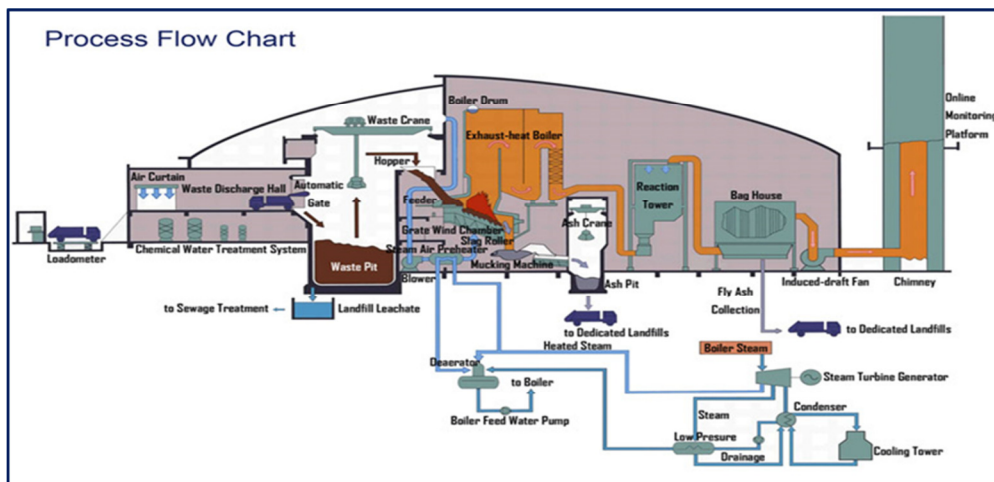 Process Flow Chart
Boiler Drum
Online
Monitoring
Platform
Waste Crane
Exhaust-heat Boiler
Hopper
Air Curtain
Waste Discharge Hall
Automatic
Gate
Reaction
Tower
Bag House
Feeder
Ash Crane
Grate Wind Chamber
Slag Roller
Chemical Water Treatment System
Steam Air Preheater
Loadometer
Waste Pit
Mucking Machine
Blower
Ash Pit
Induced-draft Fan
Chimney
Fly Ash
Collection
to Sewage Treatment
Landfill Leachate
to Dedicated Landfills
to Dedicated Landfills
Heated Steam
Boiler Steam
Deaerator
to Boiler
Steam Turbine Generator
Boiler Feed Water Pump
Steam
Condenser
Low Presure
Drainage
Cooling Tower